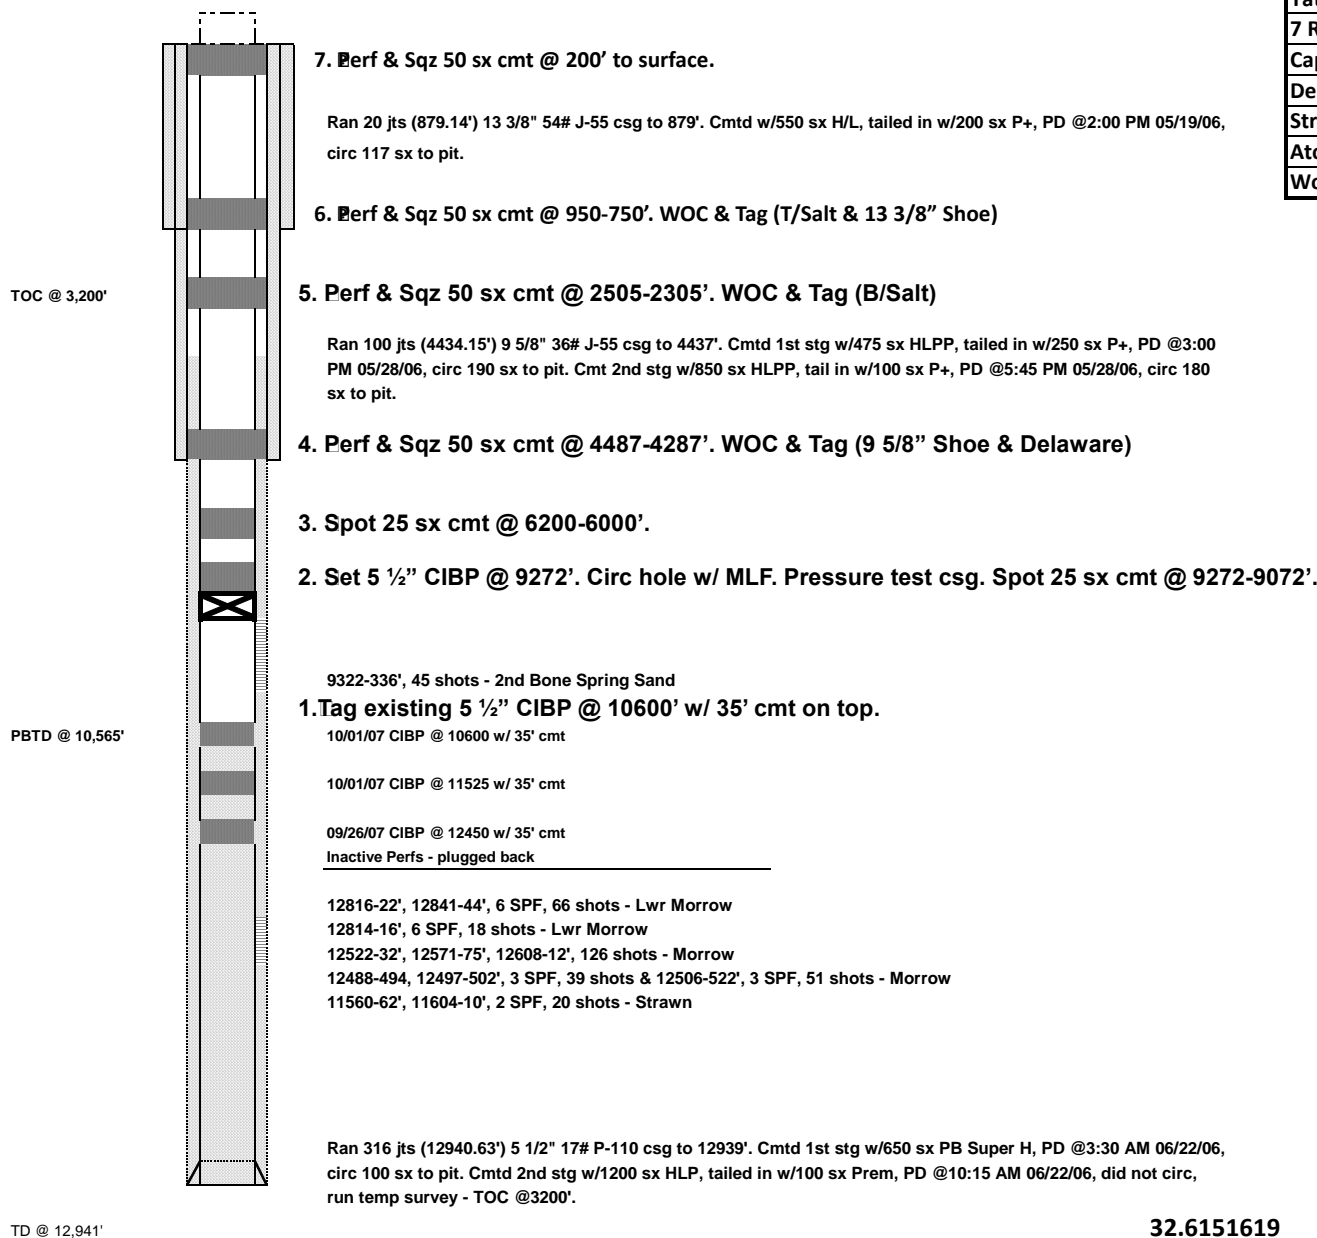 7. Perf & Sqz 50 sx cmt @ 200’ to surface.
7 R
Ran 20 jts (879.14') 13 3/8" 54# J-55 csg to 879'. Cmtd w/550 sx H/L, tailed in w/200 sx P+, PD @2:00 PM 05/19/06,
circ 117 sx to pit.
6. Perf & Sqz 50 sx cmt @ 950-750’. WOC & Tag (T/Salt & 13 3/8” Shoe)
TOC @ 3,200'
5. Perf & Sqz 50 sx cmt @ 2505-2305’. WOC & Tag (B/Salt)
Ran 100 jts (4434.15') 9 5/8" 36# J-55 csg to 4437'. Cmtd 1st stg w/475 sx HLPP, tailed in w/250 sx P+, PD @3:00
PM 05/28/06, circ 190 sx to pit. Cmt 2nd stg w/850 sx HLPP, tail in w/100 sx P+, PD @5:45 PM 05/28/06, circ 180
sx to pit.
4. Perf & Sqz 50 sx cmt @ 4487-4287’. WOC & Tag (9 5/8” Shoe & Delaware)
3. Spot 25 sx cmt @ 6200-6000’.
2. Set 5 ½” CIBP @ 9272’. Circ hole w/ MLF. Pressure test csg. Spot 25 sx cmt @ 9272-9072’.
9322-336', 45 shots - 2nd Bone Spring Sand
1.Tag existing 5 ½” CIBP @ 10600’ w/ 35’ cmt on top.
PBTD @ 10,565'
10/01/07 CIBP @ 10600 w/ 35' cmt
10/01/07 CIBP @ 11525 w/ 35' cmt
09/26/07 CIBP @ 12450 w/ 35' cmt
Inactive Perfs - plugged back
12816-22', 12841-44', 6 SPF, 66 shots - Lwr Morrow
12814-16', 6 SPF, 18 shots - Lwr Morrow
12522-32', 12571-75', 12608-12', 126 shots - Morrow
12488-494, 12497-502', 3 SPF, 39 shots & 12506-522', 3 SPF, 51 shots - Morrow
11560-62', 11604-10', 2 SPF, 20 shots - Strawn
Ran 316 jts (12940.63') 5 1/2" 17# P-110 csg to 12939'. Cmtd 1st stg w/650 sx PB Super H, PD @3:30 AM 06/22/06,
circ 100 sx to pit. Cmtd 2nd stg w/1200 sx HLP, tailed in w/100 sx Prem, PD @10:15 AM 06/22/06, did not circ,
run temp survey - TOC @3200'.
TD @ 12,941’
32.6151619